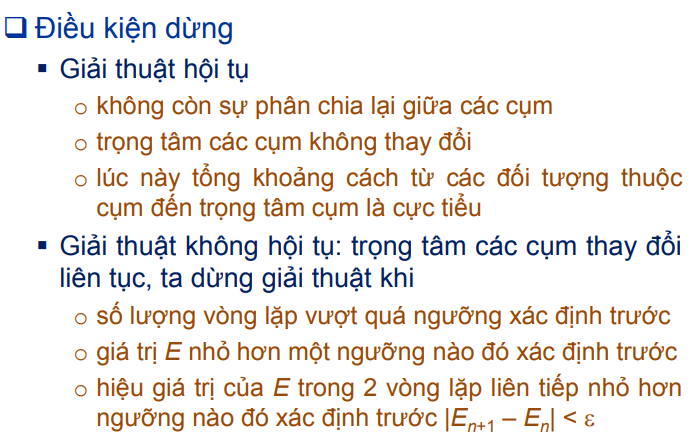 ❑ Điều kiện dừng
▪ Giải thuật hội tụ
o không còn sự phân chia lại giữa các cụm
o trọng tâm các cụm không thay đổi
o lúc này tổng khoảng cách từ các đối tượng thuộc
cụm đến trọng tâm cụm là cực tiểu
▪ Giải thuật không hội tụ: trọng tâm các cụm thay đổi
liên tục, ta dừng giải thuật khi
o số lượng vòng lặp vượt quá ngưỡng xác định trước
o giá trị E nhỏ hơn một ngưỡng nào đó xác định trước
o hiệu giá trị của E trong 2 vòng lặp liên tiếp nhỏ hơn
ngưỡng nào đó xác định trước |Eₙ₊₁ – Eₙ| < ε